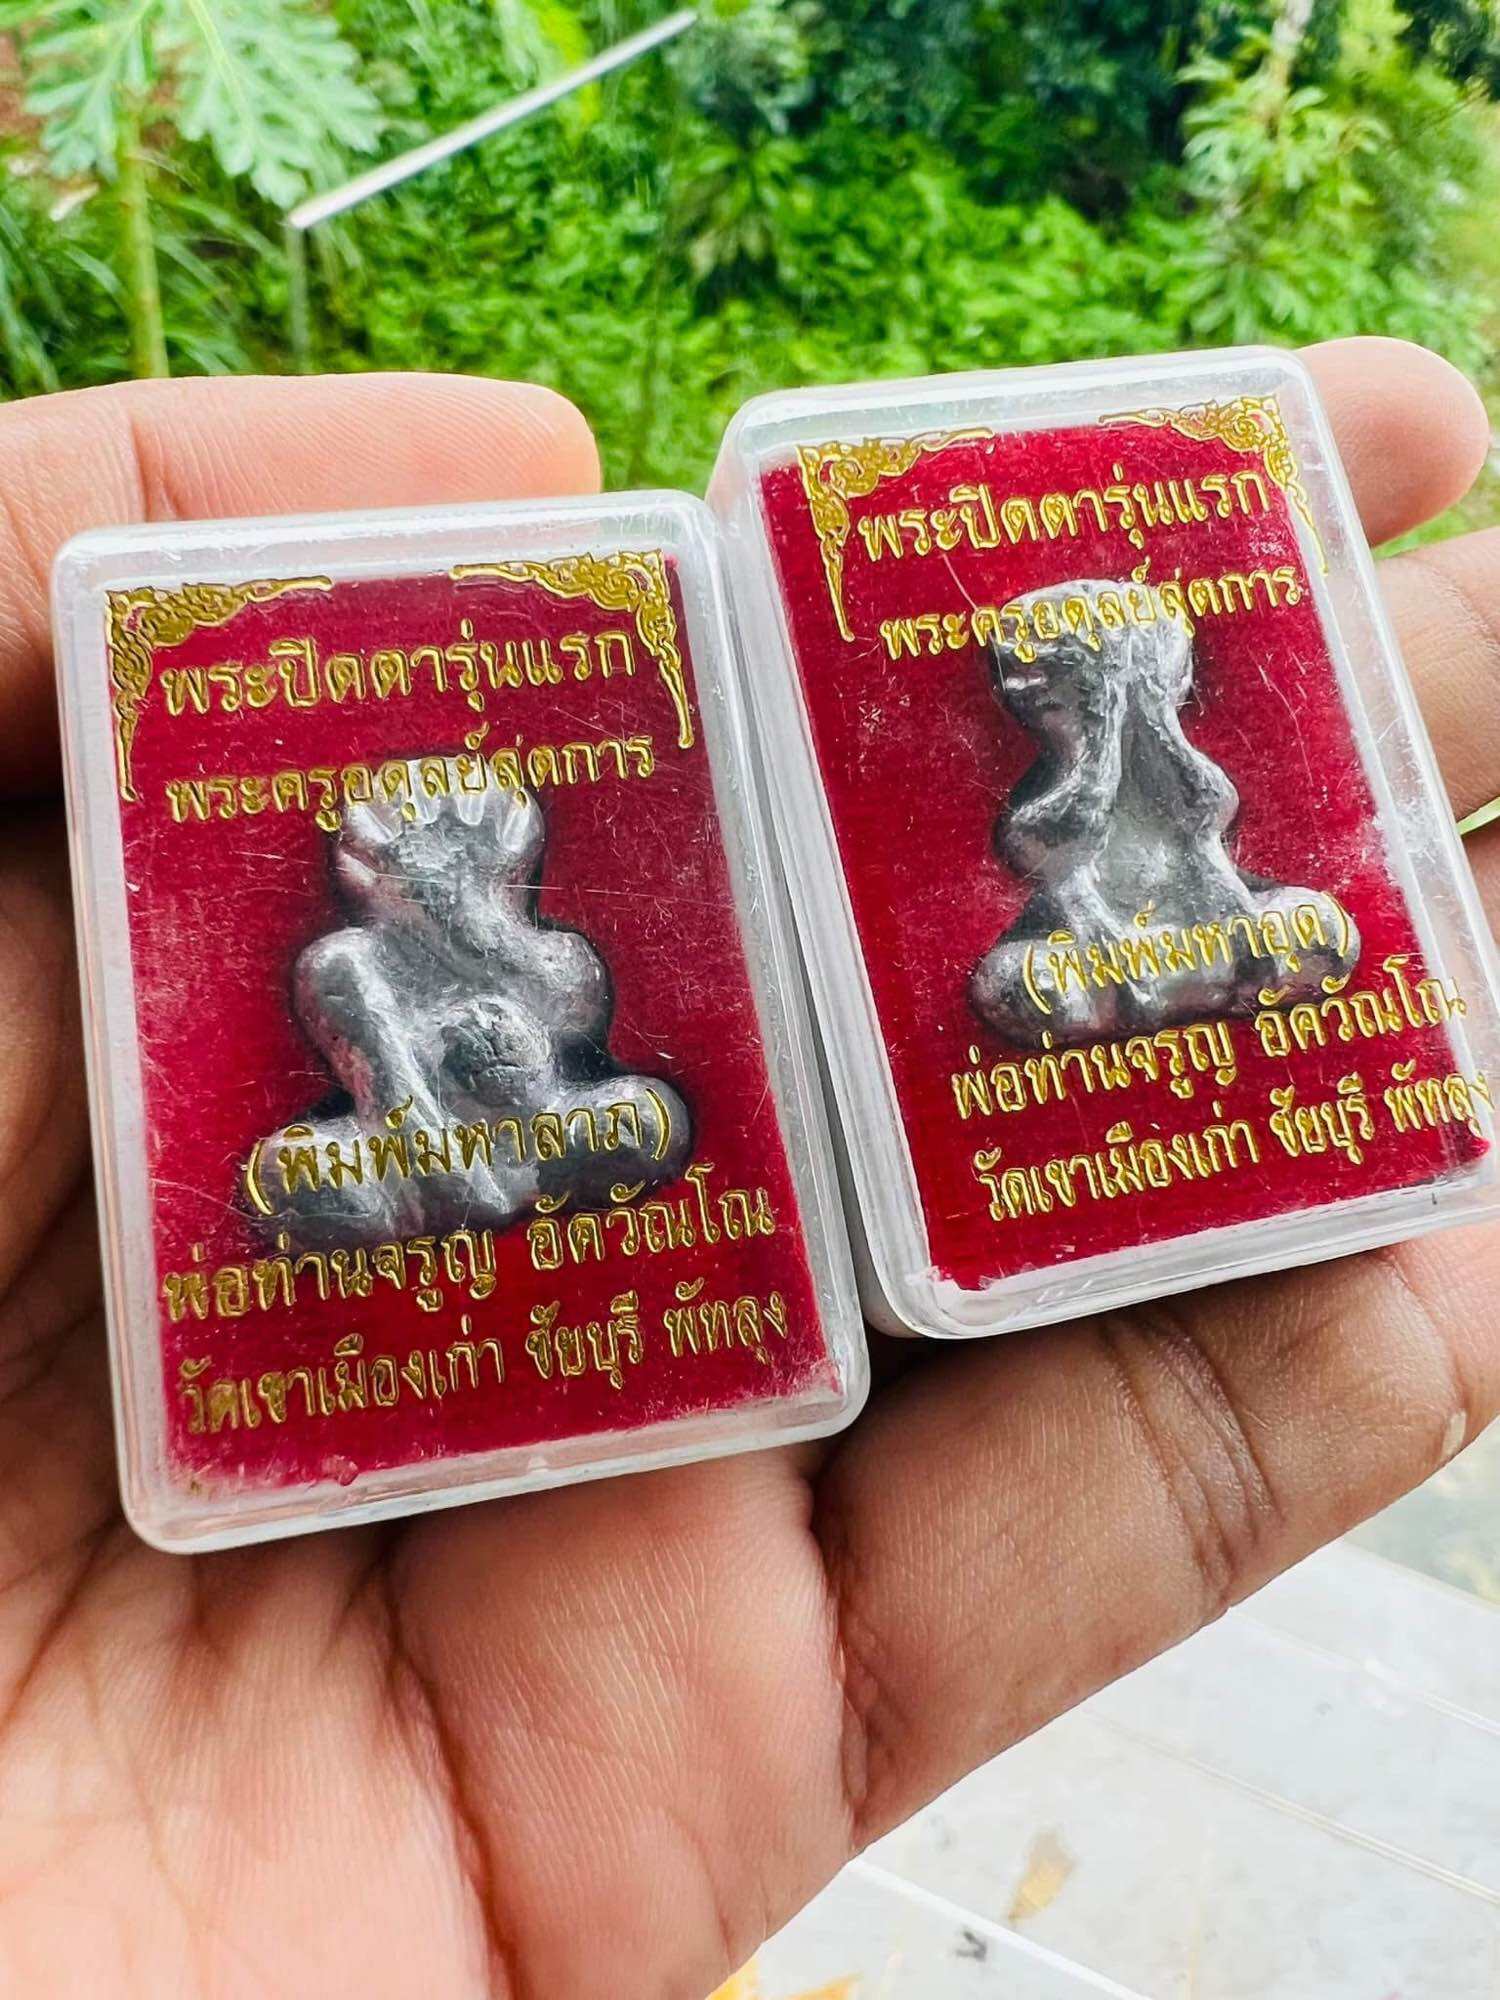 พระปิดตารุ่นแรก
พระครูอดุลย์สุตการ
(พิมพ์มหาลาภ)
พ่อท่านจรูญ อัควัณโณ
วัดเขาเมืองเก่า ชัยบุรี พัทลุง
พระปิดตารุ่นแรก
พระครูอดุลย์สุตการ
(พิมพ์มหาอุด)
พ่อท่านจรูญ อัควัณโณ
วัดเขาเมืองเก่า ชัยบุรี พัทลุง